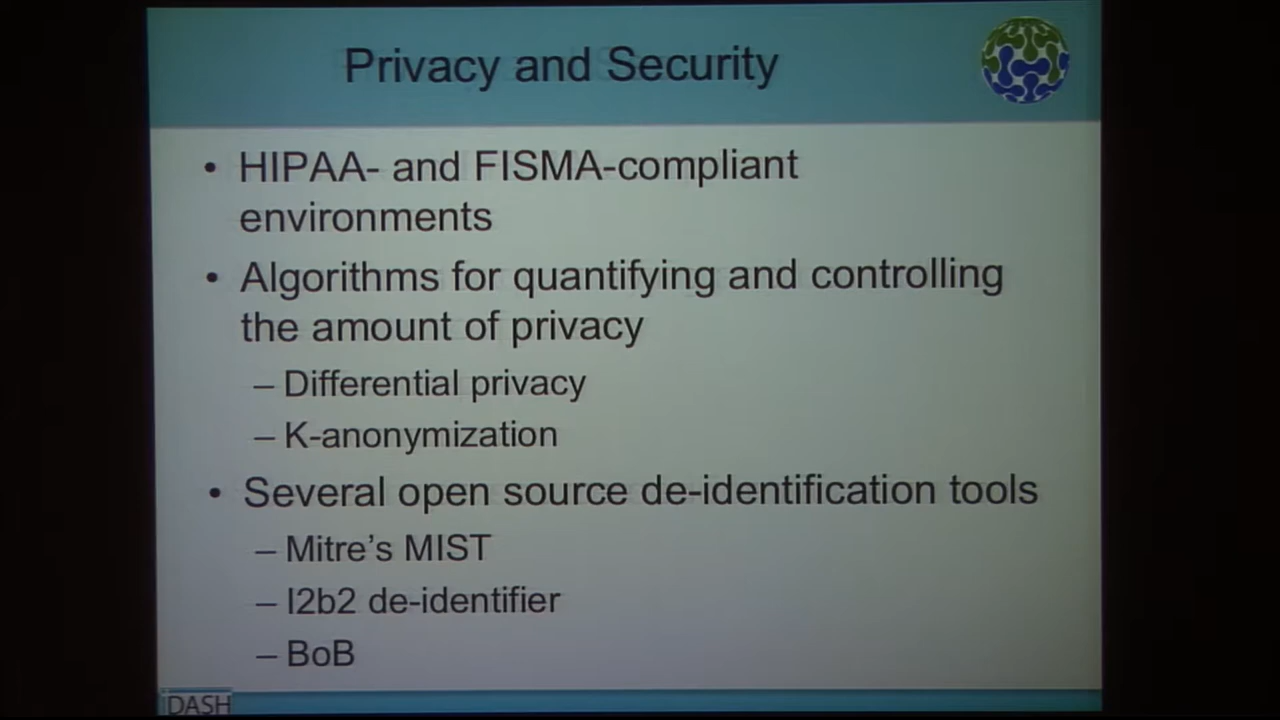 Privacy and Security
• HIPAA- and FISMA-compliant
environments
• Algorithms for quantifying and controlling
the amount of privacy
– Differential privacy
– K-anonymization
• Several open source de-identification tools
– Mitre's MIST
– I2b2 de-identifier
– BoB
iDASH